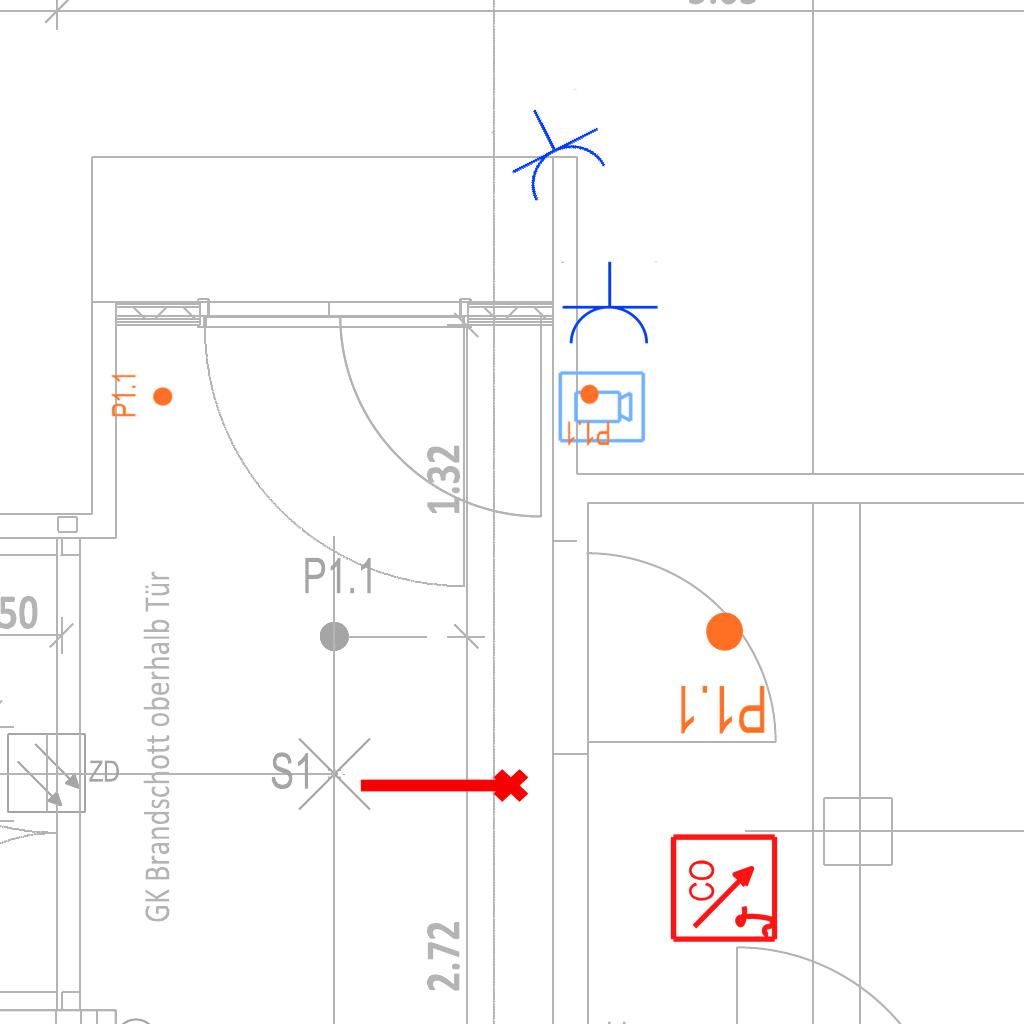 P1.1
P1.1
1.32
P1.1
50
GK Brandschott oberhalb Tür
P1.1
S1
ZD
CO
2.72